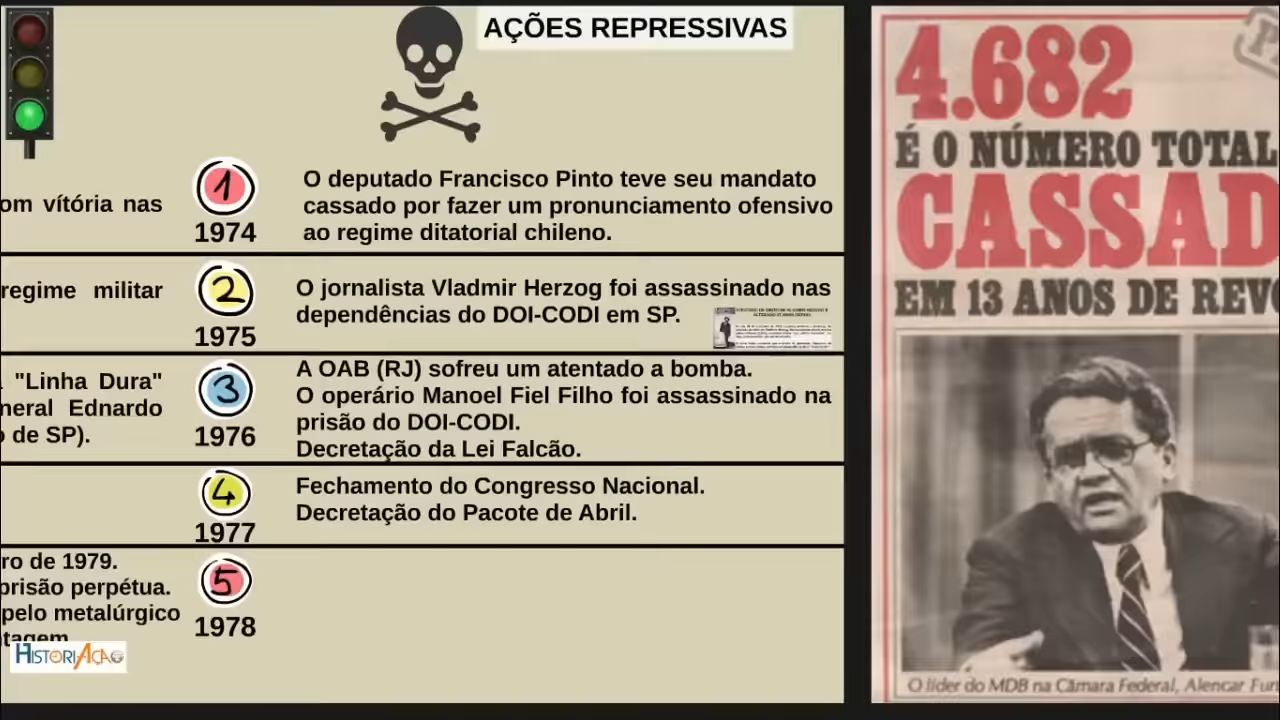 AÇÕES REPRESSIVAS
om vítória nas
1
1974
O deputado Francisco Pinto teve seu mandato
cassado por fazer um pronunciamento ofensivo
ao regime ditatorial chileno.
regime militar
2
1975
O jornalista Vladmir Herzog foi assassinado nas
dependências do DOI-CODI em SP.
"Linha Dura"
neral Ednardo
o de SP).
3
1976
A OAB (RJ) sofreu um atentado a bomba.
O operário Manoel Fiel Filho foi assassinado na
prisão do DOI-CODI.
Decretação da Lei Falcão.
4
1977
Fechamento do Congresso Nacional.
Decretação do Pacote de Abril.
ro de 1979.
prisão perpétua.
pelo metalúrgico
ntagem
5
1978
HISTORIAÇÃO
4.682
É O NÚMERO TOTAL
CASSAD
EM 13 ANOS DE REV
O líder do MDB na Câmara Federal, Alencar Fur